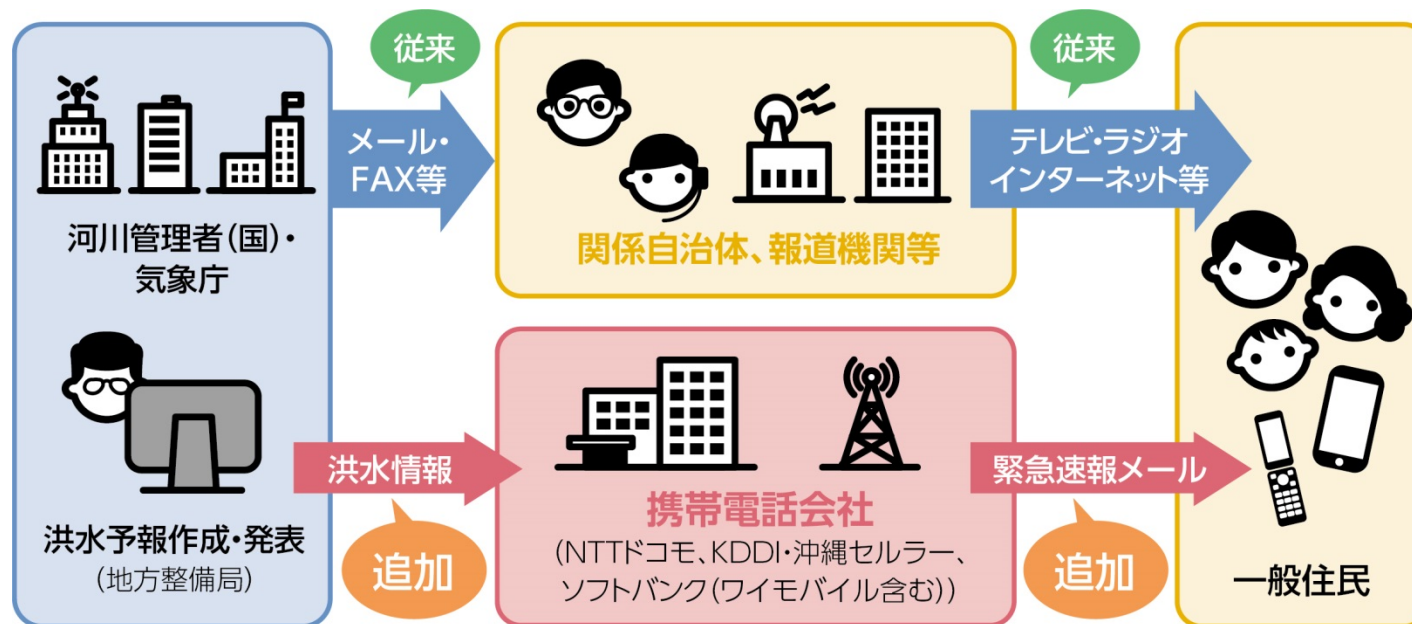 従来
メール・
FAX等
河川管理者(国)・
気象庁
関係自治体、報道機関等
従来
テレビ・ラジオ
インターネット等
洪水予報作成・発表
(地方整備局)
洪水情報
追加
携帯電話会社
(NTTドコモ、KDDI・沖縄セルラー、
ソフトバンク(ワイモバイル含む))
緊急速報メール
追加
一般住民